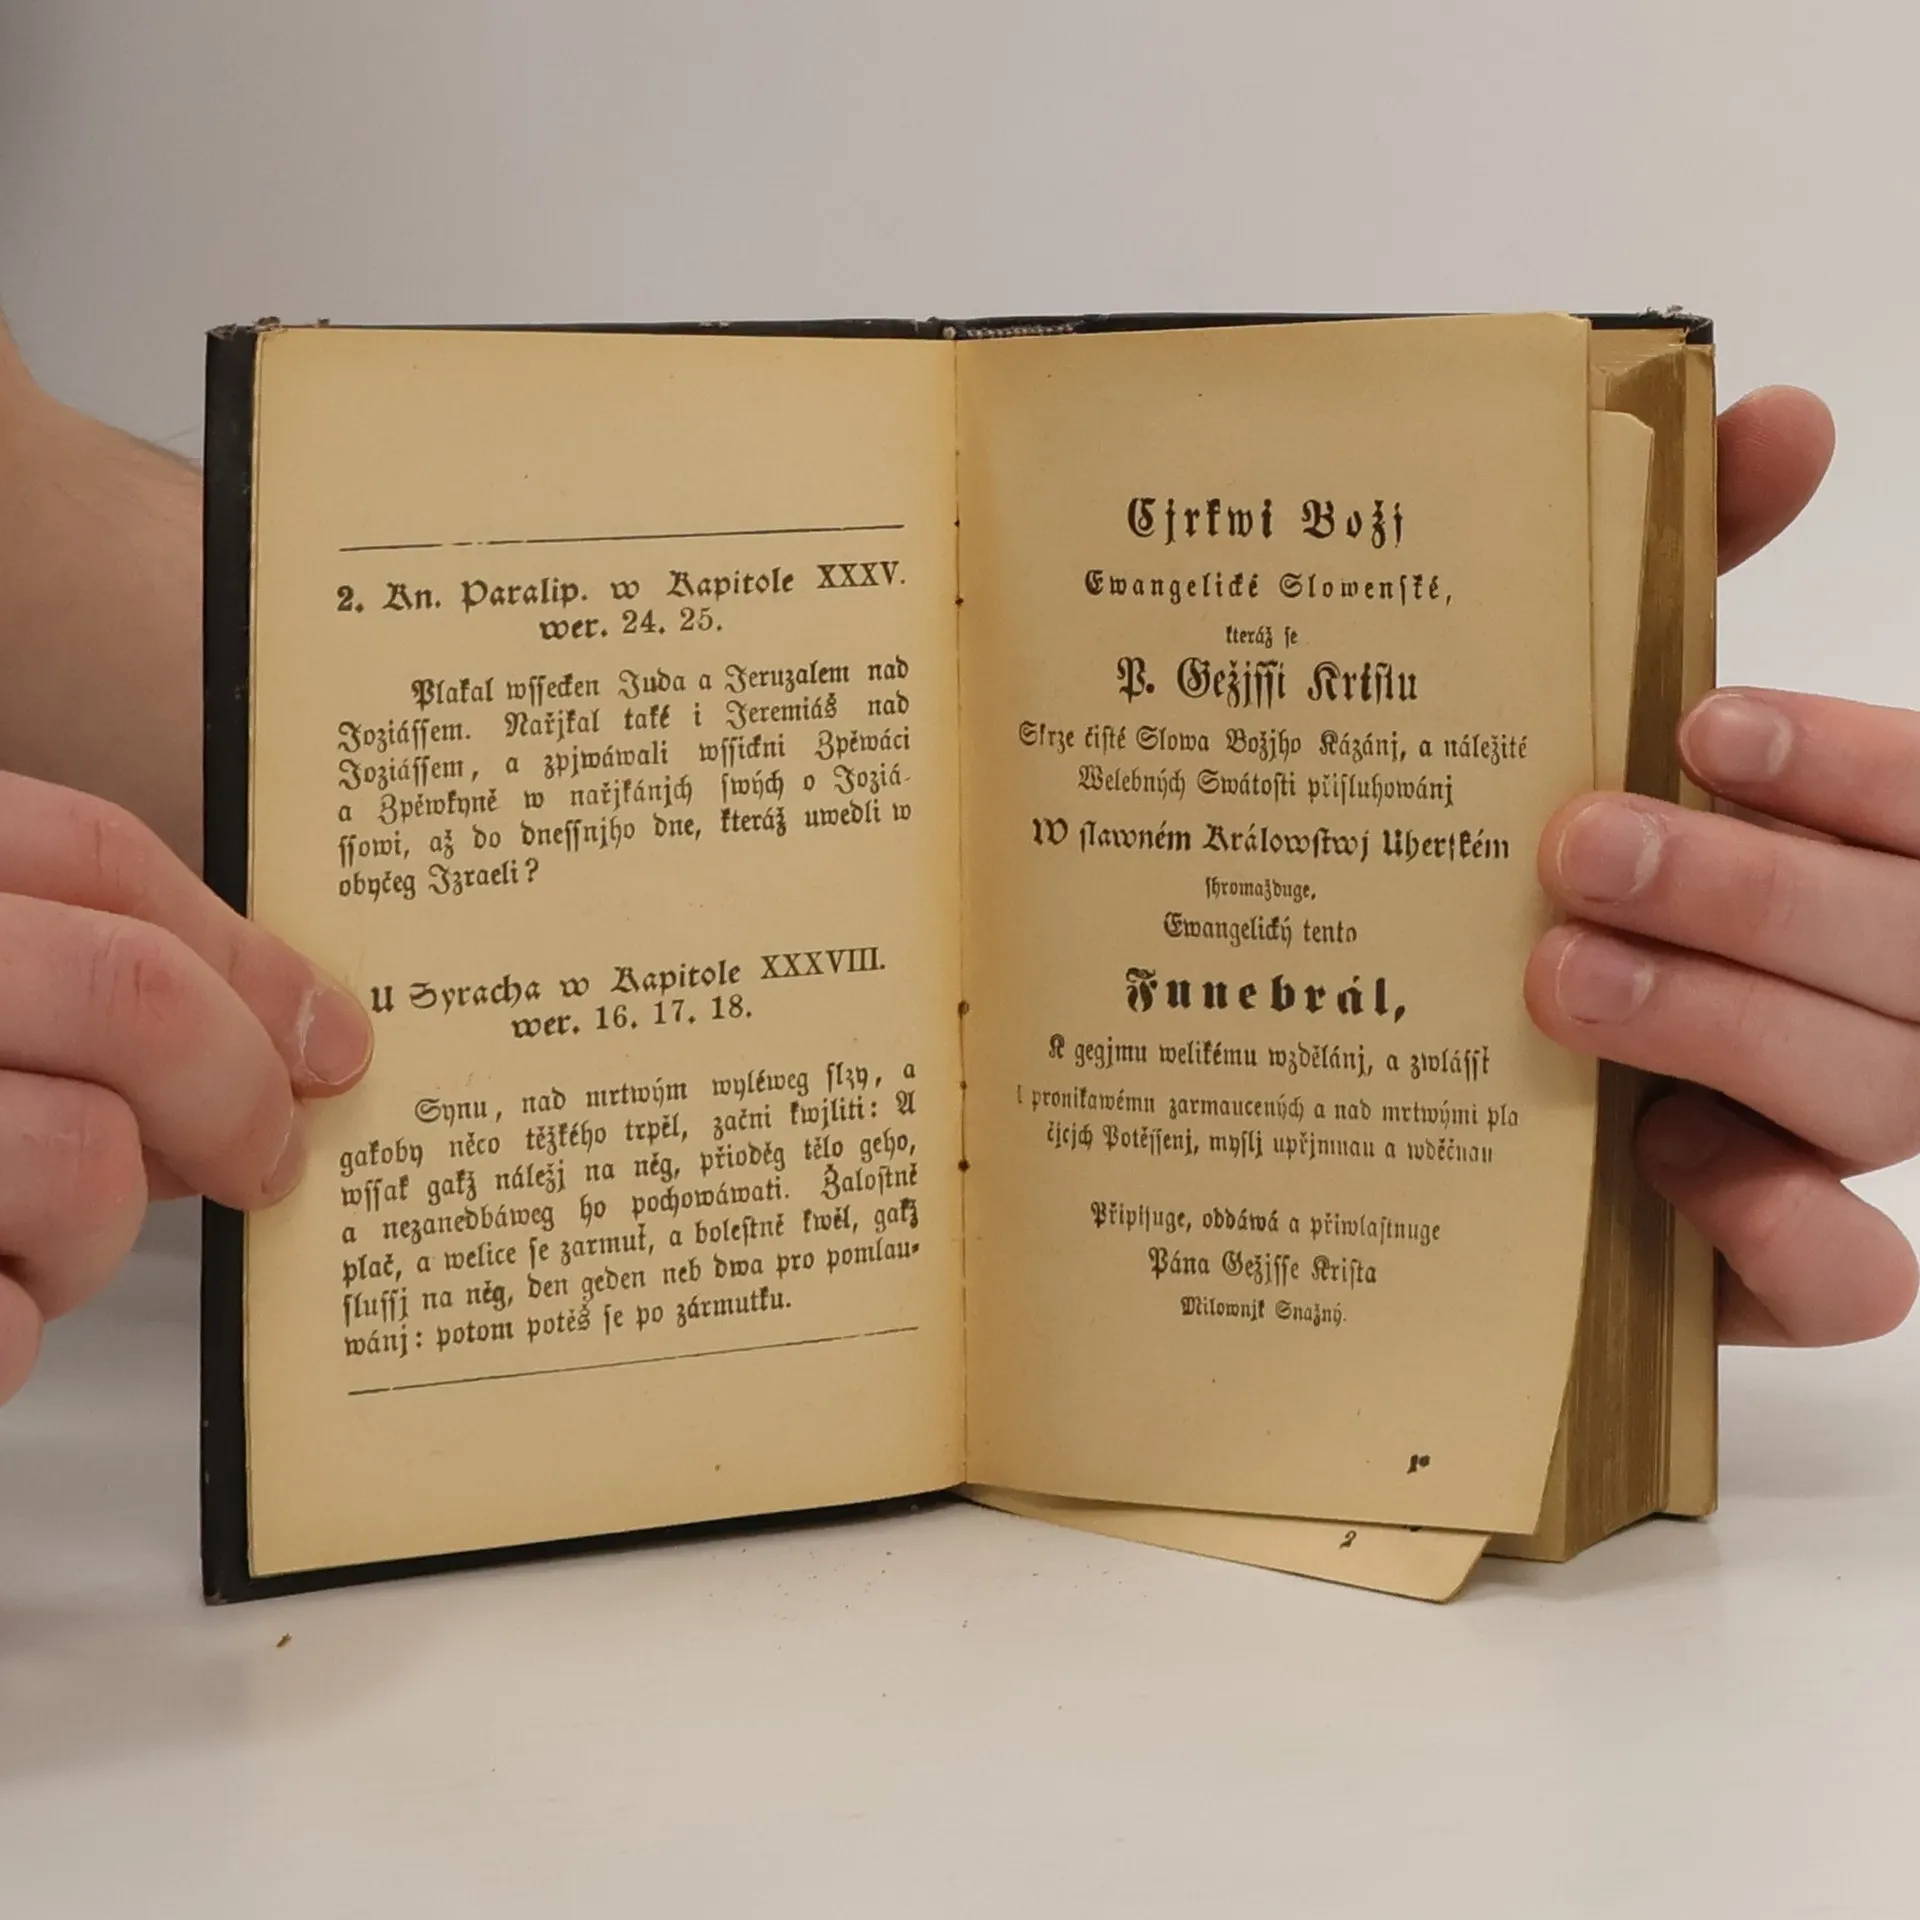 2. Kn. Paralip. w Kapitole XXXV.
wer. 24. 25.
Plakal wssecken Juda a Jeruzalem nad
Joziássem. Nařjkal také i Jeremiáš nad
Joziássem, a zpjwáwali wssickni Zpěwáci
a Zpěwkyně w nařjkánjch swých o Joziá-
ssowi, až do dnessnjho dne, kteráž uwedli w
obyčeg Izraeli?
U Syracha w Kapitole XXXVIII.
wer. 16. 17. 18.
Synu, nad mrtwým wyléweg slzy, a
gakoby něco těžkého trpěl, začni kwjliti: A
wssak gakž náležj na něg, přioděg tělo geho,
a nezanedbáweg ho pochowáwati. Žalostně
plač, a welice se zarmuť, a bolestně kwěl, gakž
slussj na něg, den geden neb dwa pro pomlau-
wánj: potom potěš se po zármutku.
Cjrkwi Božj
Ewangelické Slowenské,
kteráž se
P. Gežjssi Kristu
Skrze čisté Slowa Božjho Kázánj, a náležité
Welebných Swátosti přisluhowánj
W slawném Králowstwj Uherském
shromažduge,
Ewangelický tento
Funebrál,
K gegjmu welikému wzdělánj, a zwlásst
i pronikawému zarmaucených a nad mrtwými pla
čjcjch Potěssenj, myslj upřjmnau a wděčnau
Připisuge, oddáwá a přiwlastnuge
Pána Gežjsse Krista
Milownjk Snažný.
1*
2